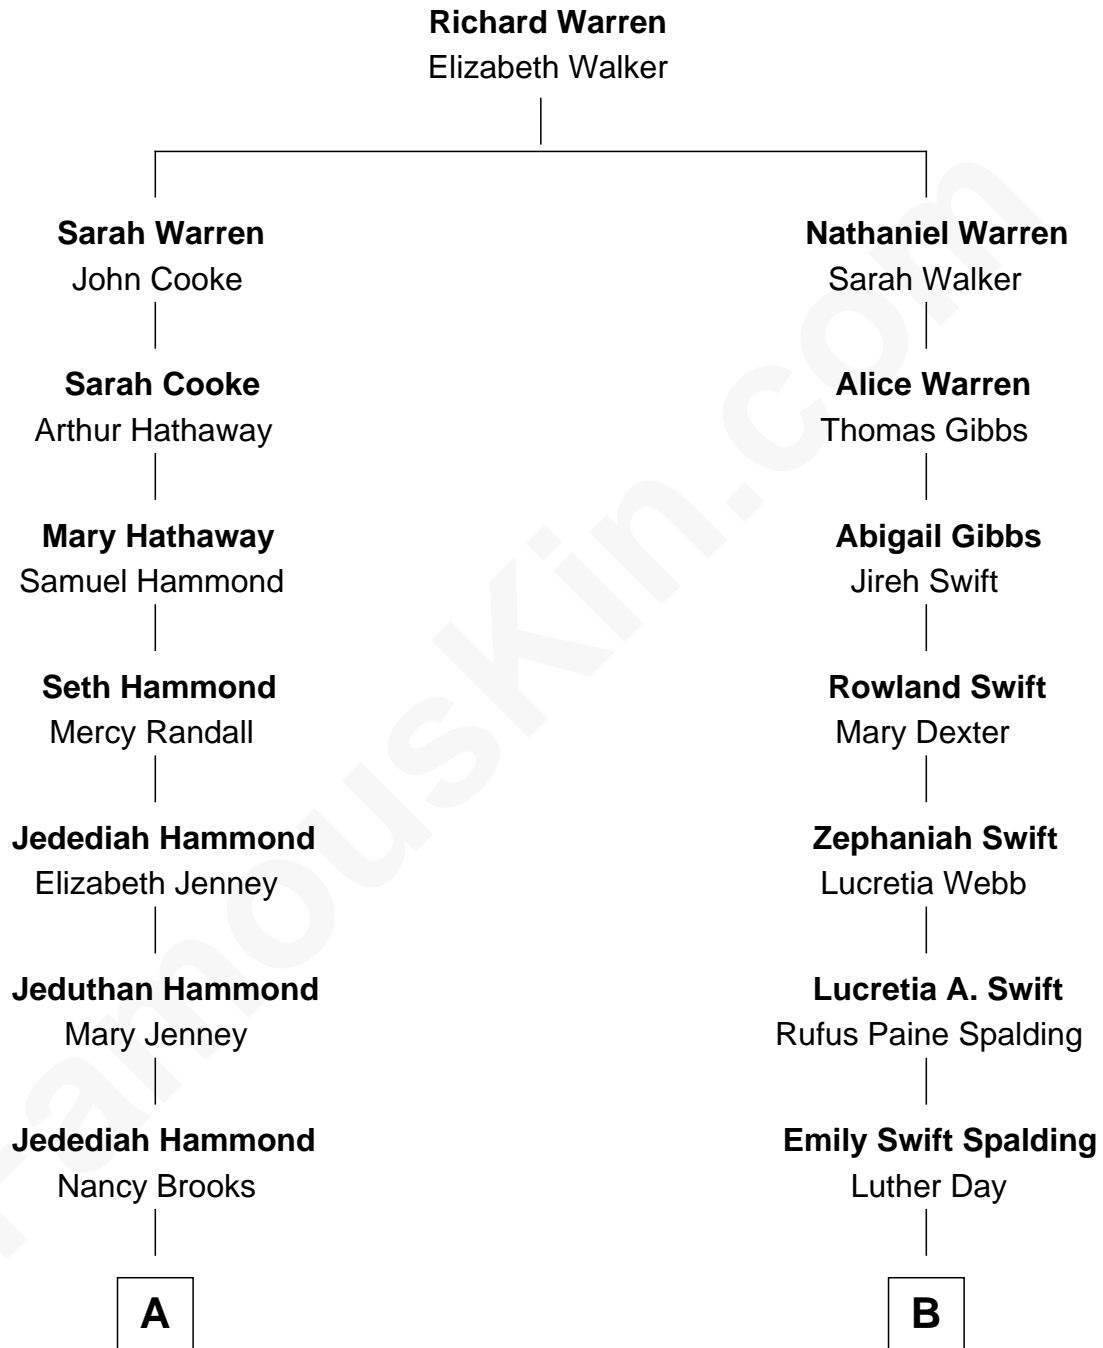 Richard Warren
Elizabeth Walker
Sarah Warren
John Cooke
Nathaniel Warren
Sarah Walker
Sarah Cooke
Arthur Hathaway
Alice Warren
Thomas Gibbs
Mary Hathaway
Samuel Hammond
Abigail Gibbs
Jireh Swift
Seth Hammond
Mercy Randall
Rowland Swift
Mary Dexter
Jedediah Hammond
Elizabeth Jenney
Zephaniah Swift
Lucretia Webb
Jeduthan Hammond
Mary Jenney
Lucretia A. Swift
Rufus Paine Spalding
Jedediah Hammond
Nancy Brooks
Emily Swift Spalding
Luther Day
A
B
FamousKin.com